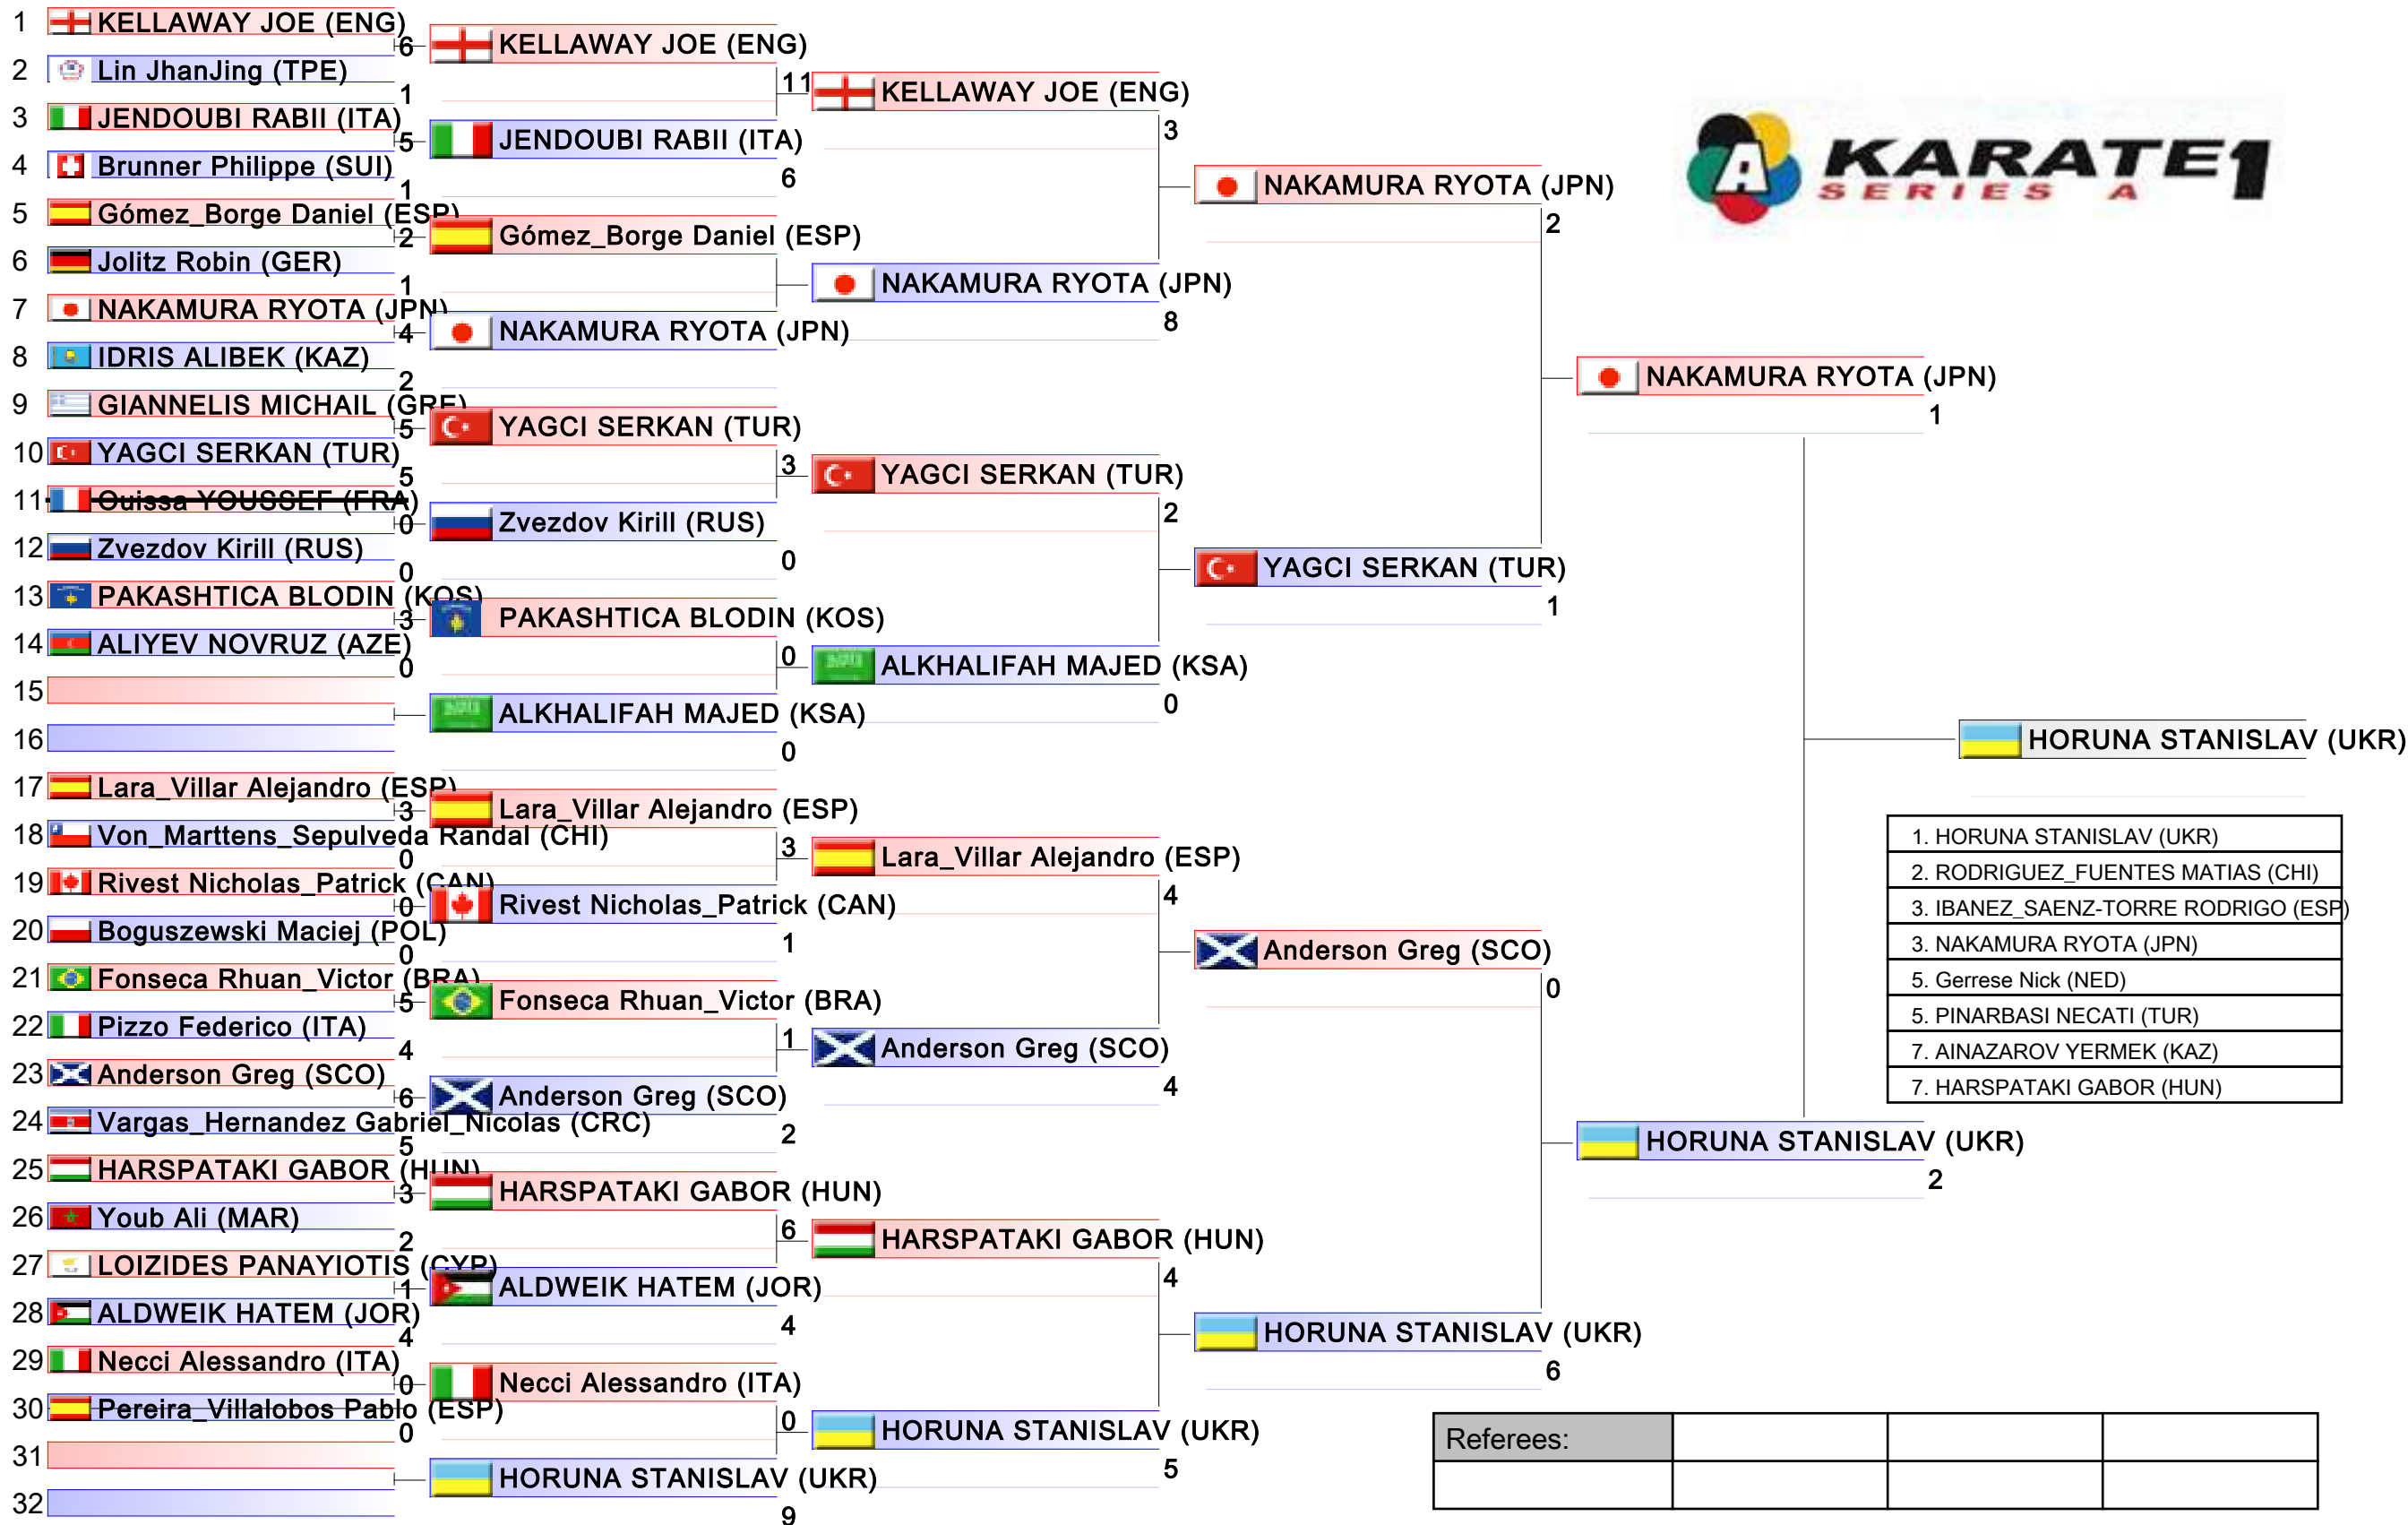 1 KELLAWAY JOE (ENG)
6
2 Lin JhanJing (TPE)
1
3 JENDOUBI RABII (ITA)
5
4 Brunner Philippe (SUI)
1
5 Gómez_Borge Daniel (ESP)
2
6 Jolitz Robin (GER)
1
7 NAKAMURA RYOTA (JPN)
4
8 IDRIS ALIBEK (KAZ)
2
9 GIANNELIS MICHAIL (GRE)
5
10 YAGCI SERKAN (TUR)
5
11 Ouissa YOUSSEF (FRA)
0
12 Zvezdov Kirill (RUS)
0
13 PAKASHTICA BLODIN (KOS)
3
14 ALIYEV NOVRUZ (AZE)
0
15
16
17 Lara_Villar Alejandro (ESP)
3
18 Von_Marttens_Sepulveda Randal (CHI)
0
19 Rivest Nicholas_Patrick (CAN)
0
20 Boguszewski Maciej (POL)
0
21 Fonseca Rhuan_Victor (BRA)
5
22 Pizzo Federico (ITA)
4
23 Anderson Greg (SCO)
6
24 Vargas_Hernandez Gabriel_Nicolas (CRC)
5
25 HARSPATAKI GABOR (HUN)
3
26 Youb Ali (MAR)
2
27 LOIZIDES PANAYIOTIS (CYP)
1
28 ALDWEIK HATEM (JOR)
4
29 Necci Alessandro (ITA)
0
30 Pereira_Villalobos Pablo (ESP)
0
31
32
KELLAWAY JOE (ENG)
11
JENDOUBI RABII (ITA)
6
Gómez_Borge Daniel (ESP)
NAKAMURA RYOTA (JPN)
YAGCI SERKAN (TUR)
3
Zvezdov Kirill (RUS)
0
PAKASHTICA BLODIN (KOS)
0
ALKHALIFAH MAJED (KSA)
0
Lara_Villar Alejandro (ESP)
3
Rivest Nicholas_Patrick (CAN)
1
Fonseca Rhuan_Victor (BRA)
1
Anderson Greg (SCO)
2
HARSPATAKI GABOR (HUN)
6
ALDWEIK HATEM (JOR)
4
Necci Alessandro (ITA)
0
HORUNA STANISLAV (UKR)
9
KELLAWAY JOE (ENG)
3
NAKAMURA RYOTA (JPN)
8
YAGCI SERKAN (TUR)
2
ALKHALIFAH MAJED (KSA)
0
Lara_Villar Alejandro (ESP)
4
Anderson Greg (SCO)
4
HARSPATAKI GABOR (HUN)
4
HORUNA STANISLAV (UKR)
5
NAKAMURA RYOTA (JPN)
2
YAGCI SERKAN (TUR)
1
Anderson Greg (SCO)
0
HORUNA STANISLAV (UKR)
6
NAKAMURA RYOTA (JPN)
1
HORUNA STANISLAV (UKR)
2
HORUNA STANISLAV (UKR)
A KARATE1
SERIES A
1. HORUNA STANISLAV (UKR)
2. RODRIGUEZ_FUENTES MATIAS (CHI)
3. IBANEZ_SAENZ-TORRE RODRIGO (ESP)
3. NAKAMURA RYOTA (JPN)
5. Gerrese Nick (NED)
5. PINARBASI NECATI (TUR)
7. AINAZAROV YERMEK (KAZ)
7. HARSPATAKI GABOR (HUN)
Referees: